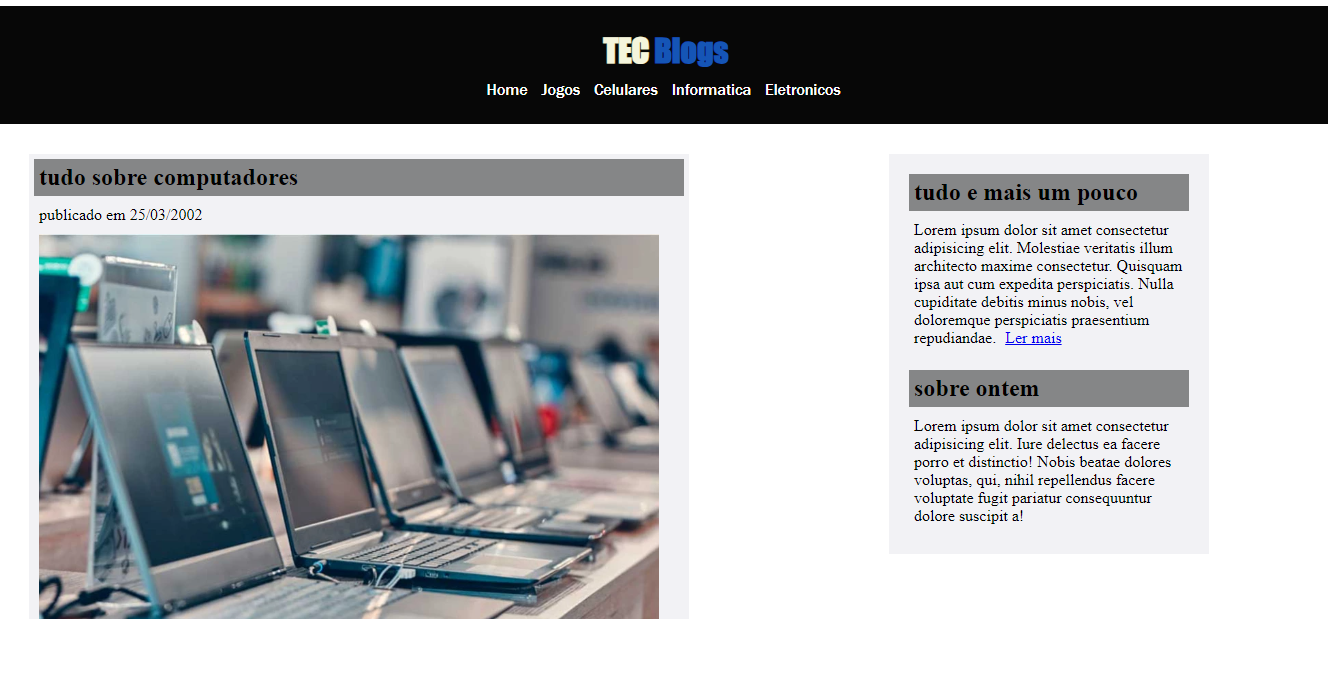 TEC Blogs
Home Jogos Celulares Informatica Eletronicos
tudo sobre computadores
publicado em 25/03/2002
tudo e mais um pouco
Lorem ipsum dolor sit amet consectetur
adipisicing elit. Molestiae veritatis illum
architecto maxime consectetur. Quisquam
ipsa aut cum expedita perspiciatis. Nulla
cupiditate debitis minus nobis, vel
doloremque perspiciatis praesentium
repudiandae. Ler mais
sobre ontem
Lorem ipsum dolor sit amet consectetur
adipisicing elit. Iure delectus ea facere
porro et distinctio! Nobis beatae dolores
voluptas, qui, nihil repellendus facere
voluptate fugit pariatur consequuntur
dolore suscipit a!